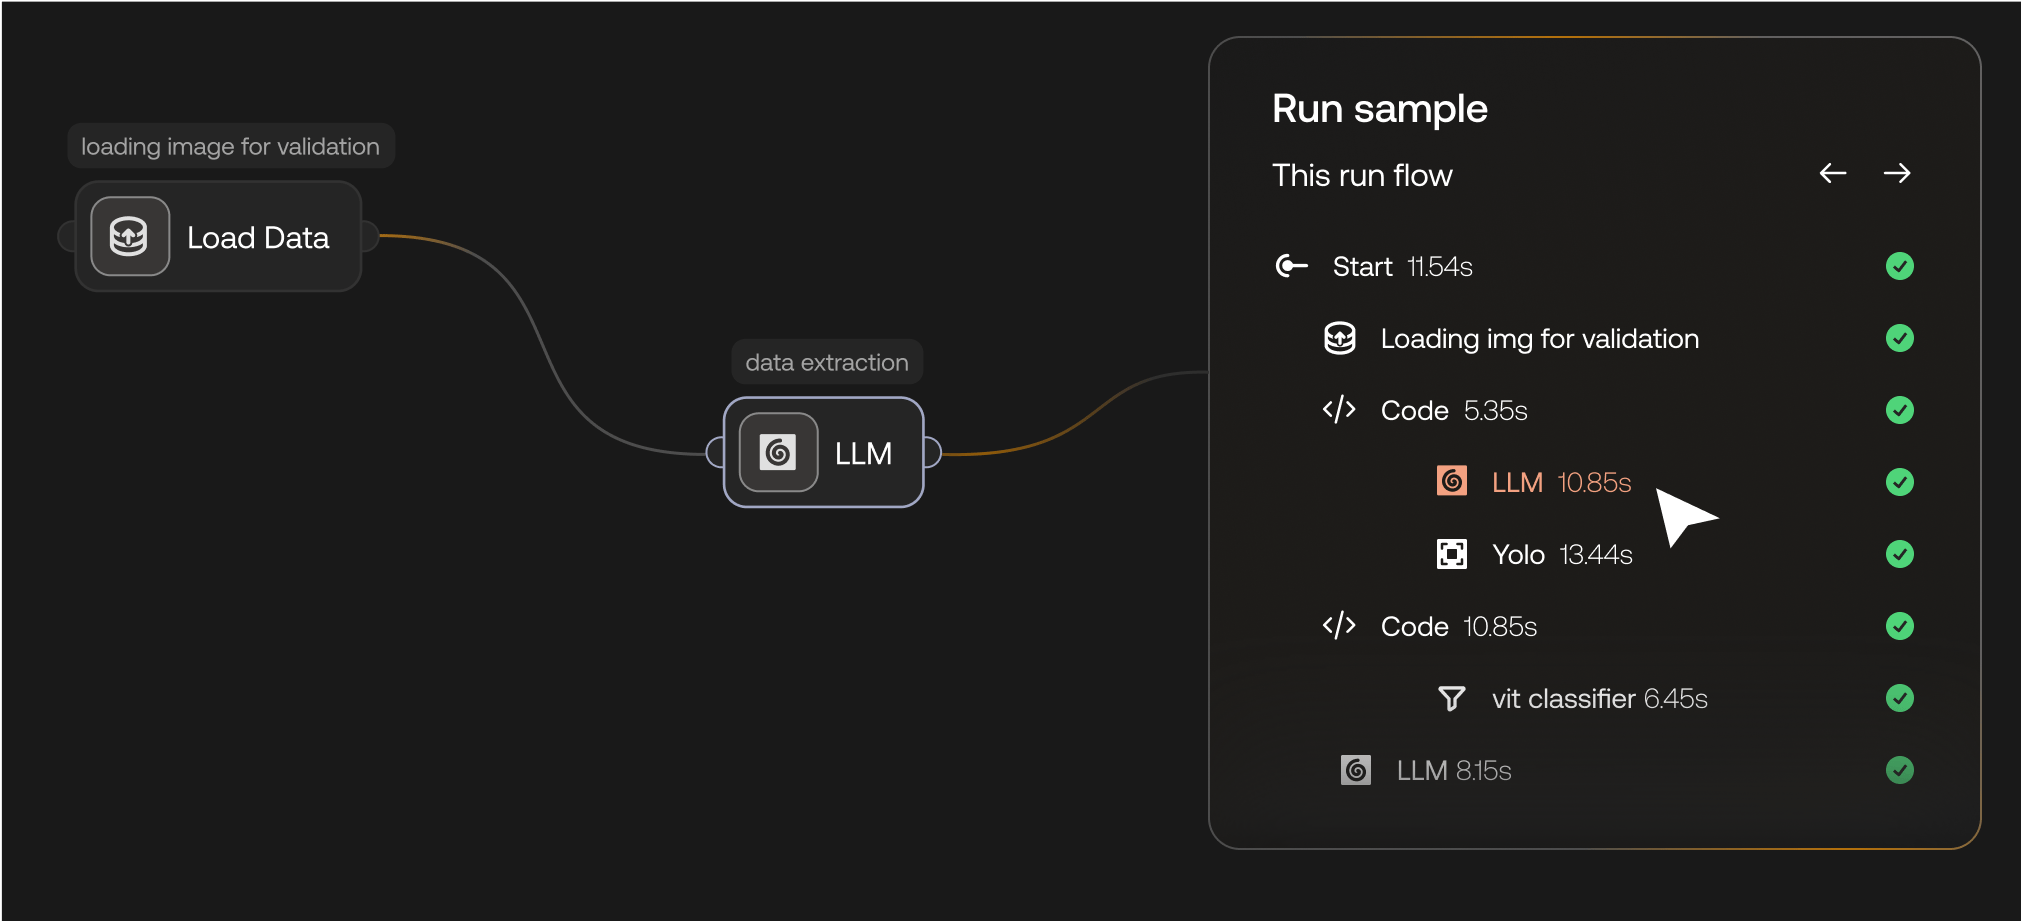 loading image for validation
Load Data
data extraction
LLM
Run sample
This run flow
Start 11.54s
Loading img for validation
Code 5.35s
LLM 10.85s
Yolo 13.44s
Code 10.85s
vit classifier 6.45s
LLM 8.15s